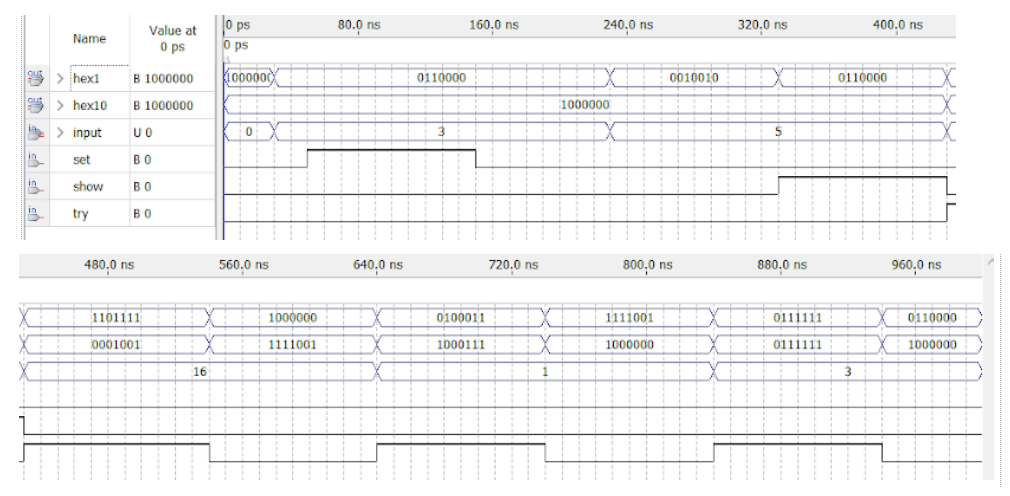 Name Value at 0 ps
0 ps 80.0 ns 160.0 ns 240.0 ns 320.0 ns 400.0 ns
0 ps
hex1 B 1000000 1000000 0110000 0010010 0110000
hex10 B 1000000 1000000
input U 0 0 3 5
set B 0
show B 0
try B 0
480.0 ns 560.0 ns 640.0 ns 720.0 ns 800.0 ns 880.0 ns 960.0 ns
1101111 1000000 0100011 1111001 0111111 0110000
0001001 1111001 1000111 1000000 0111111 1000000
16 1 3